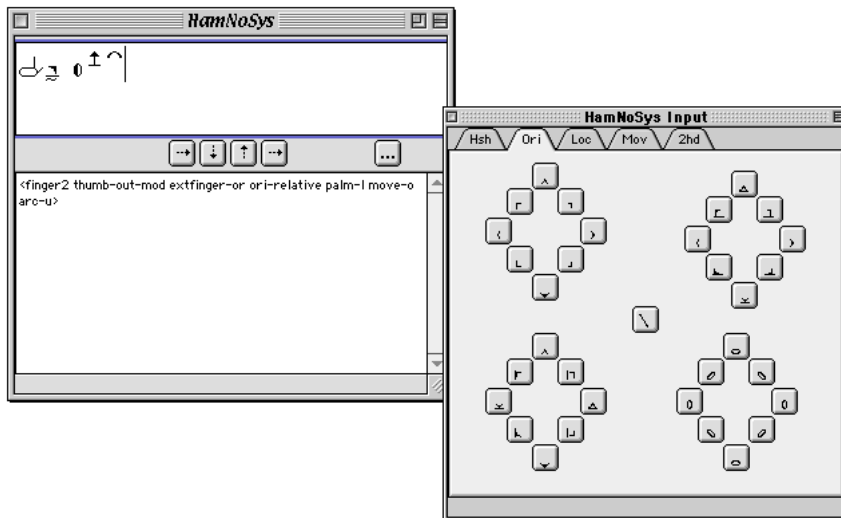 HamNoSys
...
<finger2 thumb-out-mod extfinger-or ori-relative palm-l move-o
arc-u>
HamNoSys Input
Hsh Ori Loc Mov 2hd